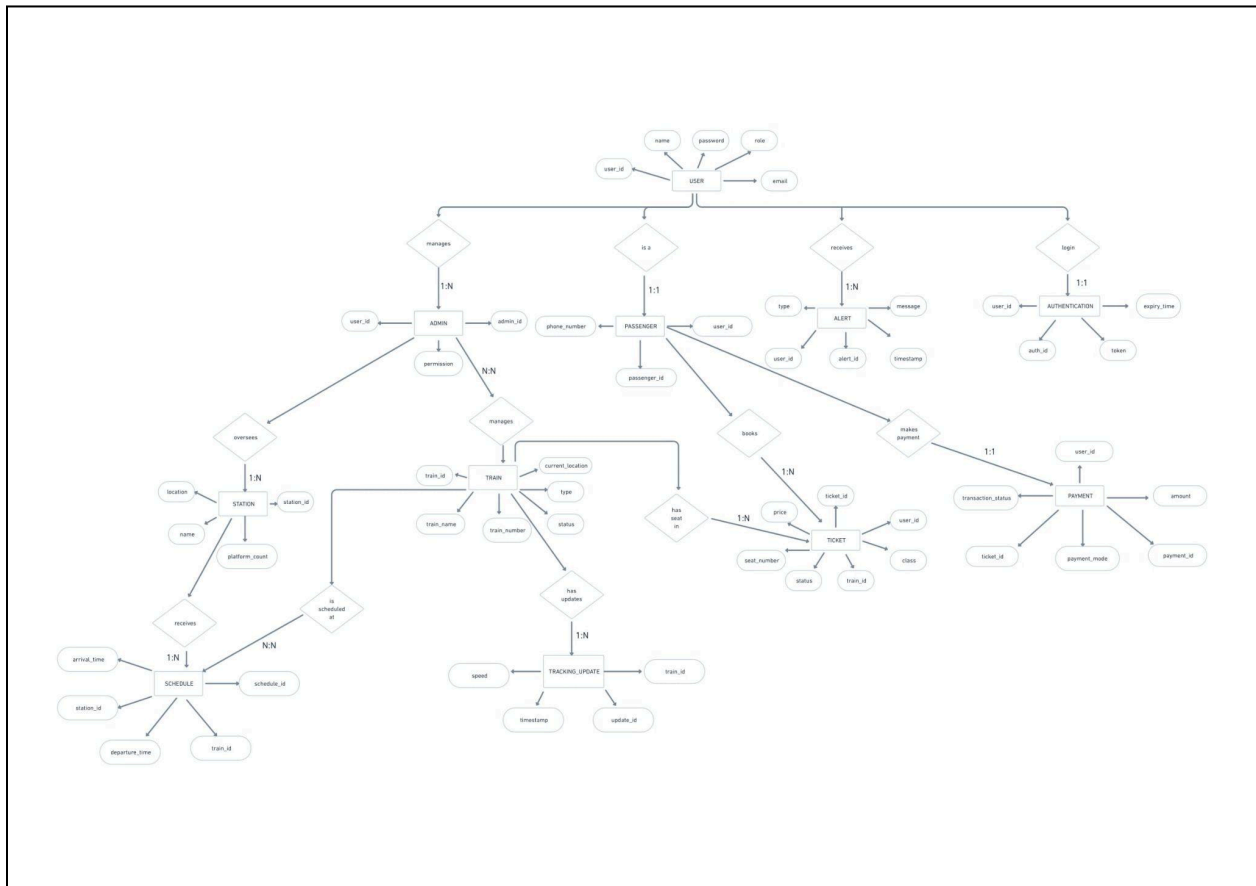 name
password
role
user_id
USER
email
manages
is a
receives
login
1:N
1:1
1:N
1:1
user_id
ADMIN
admin_id
permission
phone_number
PASSENGER
user_id
passenger_id
type
message
ALERT
user_id
alert_id
timestamp
user_id
AUTHENTICATION
expiry_time
auth_id
token
N:N
oversees
manages
books
makes
payment
1:N
1:N
1:1
location
station_id
STATION
name
platform_count
train_id
TRAIN
current_location
type
train_name
train_number
status
has
seat
in
1:N
ticket_id
price
user_id
TICKET
seat_number
class
status
train_id
user_id
transaction_status
PAYMENT
amount
ticket_id
payment_mode
payment_id
receives
is
scheduled
at
has
updates
1:N
N:N
1:N
arrival_time
SCHEDULE
schedule_id
station_id
departure_time
train_id
speed
TRACKING_UPDATE
train_id
timestamp
update_id